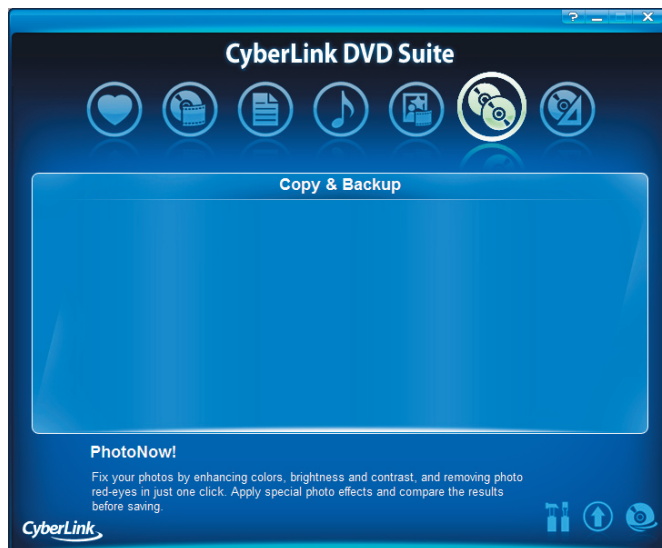 CyberLink DVD Suite
Copy & Backup
PhotoNow!
Fix your photos by enhancing colors, brightness and contrast, and removing photo
red-eyes in just one click. Apply special photo effects and compare the results
before saving.
CyberLink